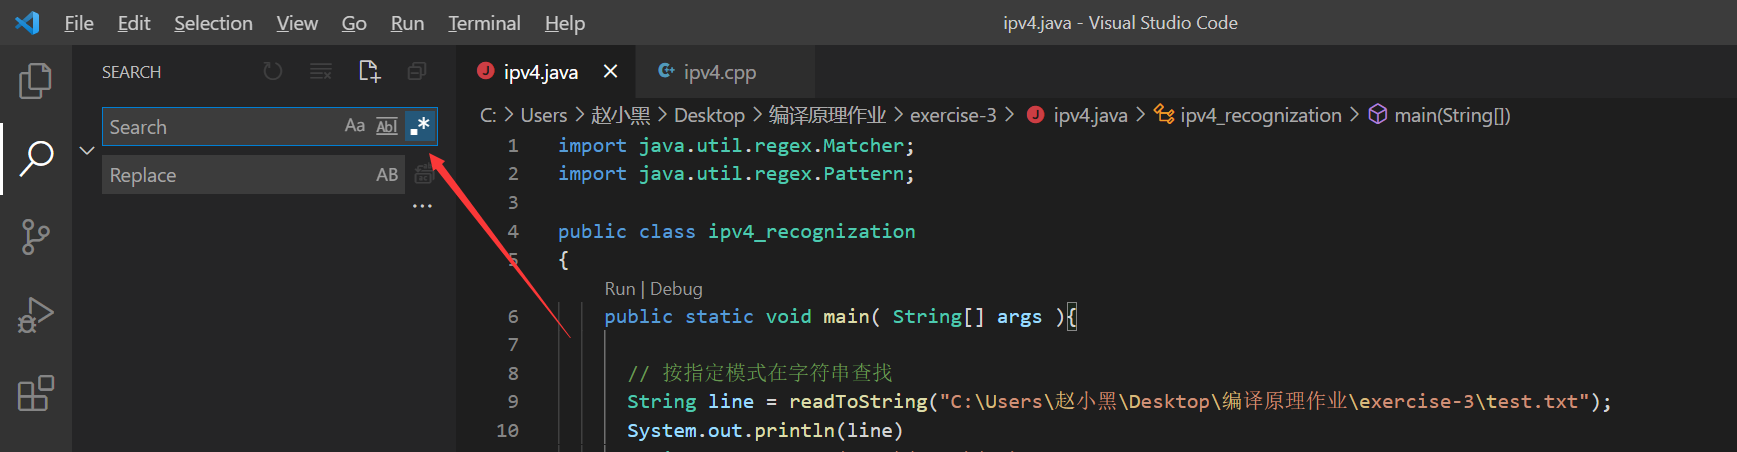 File Edit Selection View Go Run Terminal Help ipv4.java - Visual Studio Code
SEARCH
ipv4.java
ipv4.cpp
Search Aa Abl .*
Replace AB
C: > Users > 赵小黑 > Desktop > 编译原理作业 > exercise-3 > ipv4.java > ipv4_recognization > main(String[])
1 import java.util.regex.Matcher;
2 import java.util.regex.Pattern;
3
4 public class ipv4_recognization
5 {
Run | Debug
6 public static void main( String[] args ){
7
8 // 按指定模式在字符串查找
9 String line = readToString("C:\Users\赵小黑\Desktop\编译原理作业\exercise-3\test.txt");
10 System.out.println(line)